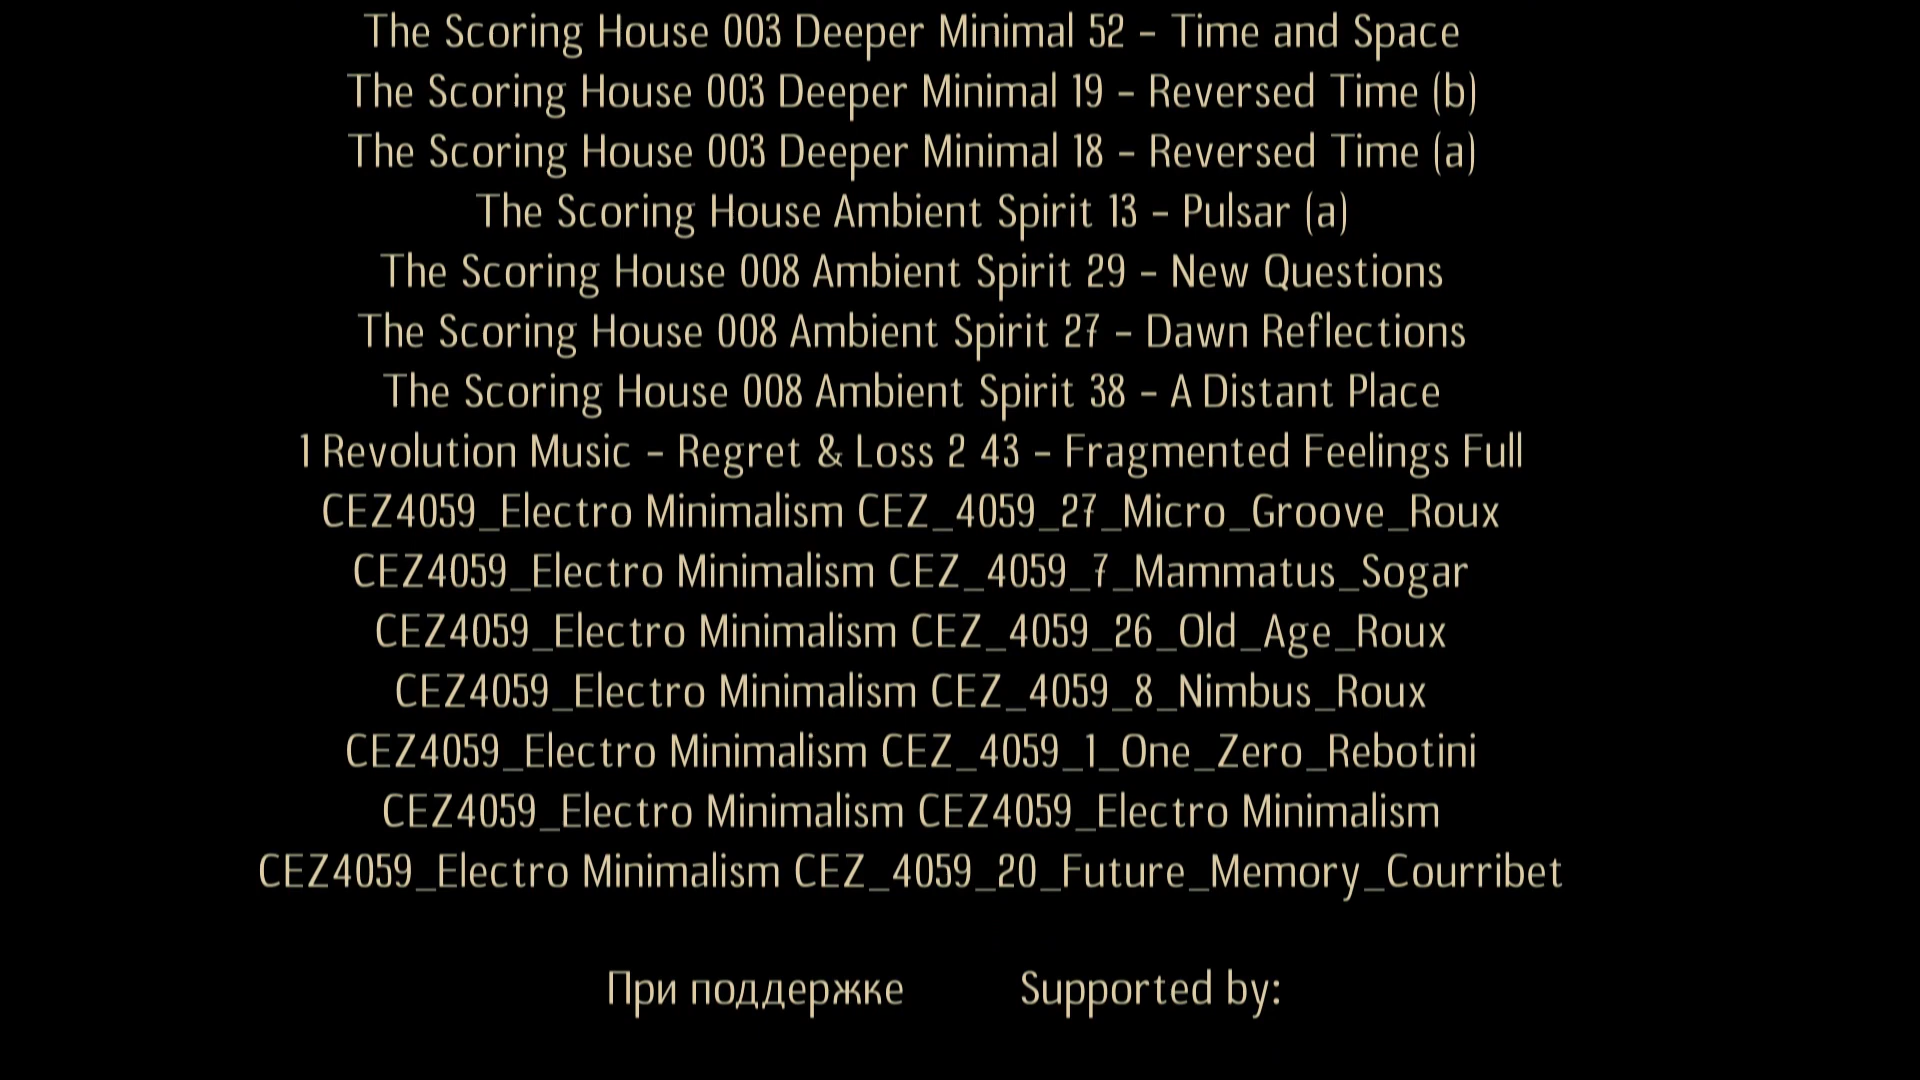 The Scoring House 003 Deeper Minimal 52 – Time and Space
The Scoring House 003 Deeper Minimal 19 – Reversed Time (b)
The Scoring House 003 Deeper Minimal 18 – Reversed Time (a)
The Scoring House Ambient Spirit 13 – Pulsar (a)
The Scoring House 008 Ambient Spirit 29 – New Questions
The Scoring House 008 Ambient Spirit 27 – Dawn Reflections
The Scoring House 008 Ambient Spirit 38 – A Distant Place
1 Revolution Music – Regret & Loss 2 43 – Fragmented Feelings Full
CEZ4059_Electro Minimalism CEZ_4059_27_Micro_Groove_Roux
CEZ4059_Electro Minimalism CEZ_4059_7_Mammatus_Sogar
CEZ4059_Electro Minimalism CEZ_4059_26_Old_Age_Roux
CEZ4059_Electro Minimalism CEZ_4059_8_Nimbus_Roux
CEZ4059_Electro Minimalism CEZ_4059_1_One_Zero_Rebotini
CEZ4059_Electro Minimalism CEZ4059_Electro Minimalism
CEZ4059_Electro Minimalism CEZ_4059_20_Future_Memory_Courribet
При поддержке Supported by: